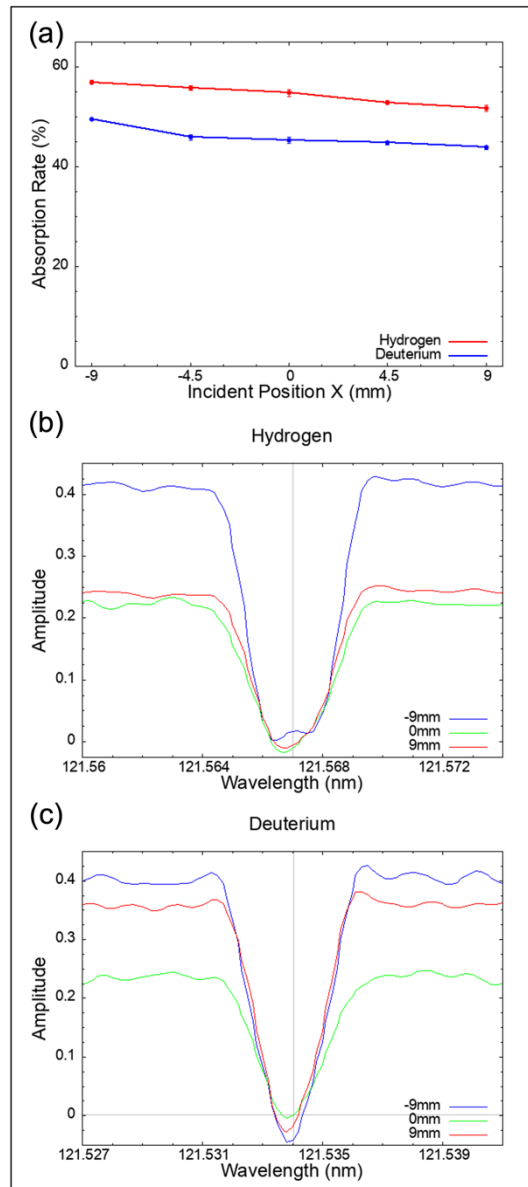 (a)
60
40
20
0
Absorption Rate (%)
Hydrogen
Deuterium
-9
-4.5
0
4.5
9
Incident Position X (mm)
(b)
Hydrogen
0.4
0.3
0.2
0.1
0
Amplitude
-9mm
0mm
9mm
121.56
121.564
121.568
121.572
Wavelength (nm)
(c)
Deuterium
0.4
0.3
0.2
0.1
0
Amplitude
-9mm
0mm
9mm
121.527
121.531
121.535
121.539
Wavelength (nm)